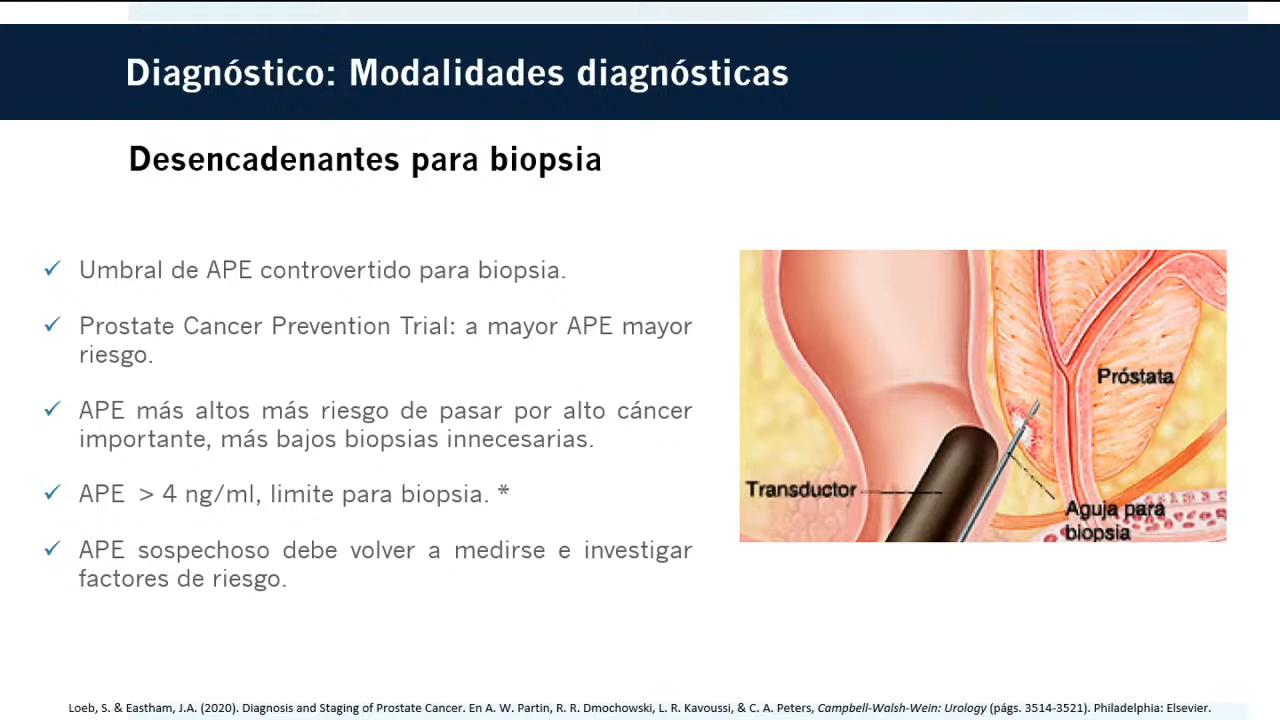 Diagnóstico: Modalidades diagnósticas
Desencadenantes para biopsia
✓ Umbral de APE controvertido para biopsia.
✓ Prostate Cancer Prevention Trial: a mayor APE mayor
riesgo.
✓ APE más altos más riesgo de pasar por alto cáncer
importante, más bajos biopsias innecesarias.
✓ APE > 4 ng/ml, limite para biopsia. *
✓ APE sospechoso debe volver a medirse e investigar
factores de riesgo.
Próstata
Transductor
Aguja para
biopsia
Loeb, S. & Eastham, J.A. (2020). Diagnosis and Staging of Prostate Cancer. En A. W. Partin, R. R. Dmochowski, L. R. Kavoussi, & C. A. Peters, Campbell-Walsh-Wein: Urology (págs. 3514-3521). Philadelphia: Elsevier.